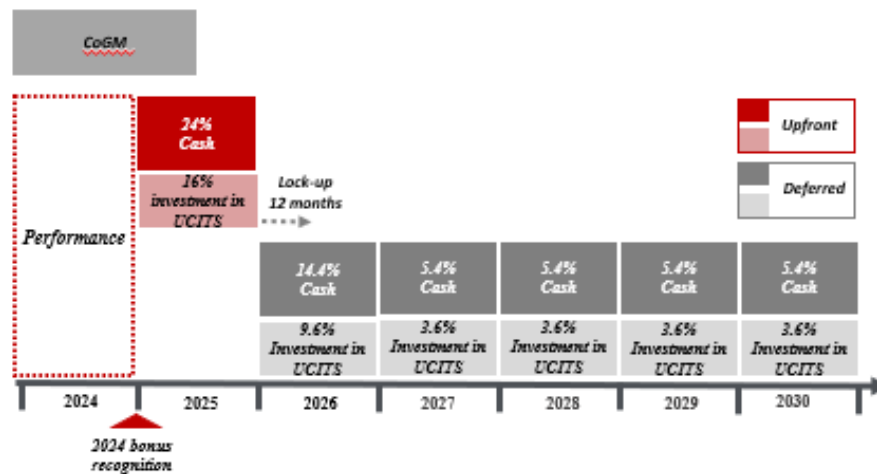 CoGM
24%
Cash
Upfront
16%
investment in
UCITS
Lock-up
12 months
Deferred
Performance
14.4%
Cash
5.4%
Cash
5.4%
Cash
5.4%
Cash
5.4%
Cash
9.6%
Investment in
UCITS
3.6%
Investment in
UCITS
3.6%
Investment in
UCITS
3.6%
Investment in
UCITS
3.6%
Investment in
UCITS
2024
2025
2026
2027
2028
2029
2030
2024 bonus
recognition